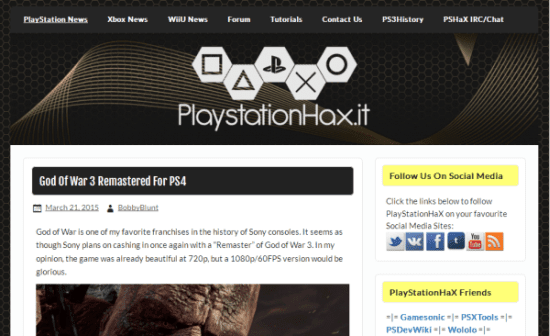 PlayStation News Xbox News WiiU News Forum Tutorials Contact Us PS3History PSHaX IRC/Chat
PlaystationHax.it
God Of War 3 Remastered For PS4
March 21, 2015 BobbyBlunt
God of War is one of my favorite franchises in the history of Sony consoles. It seems as
though Sony plans on cashing in once again with a "Remaster" of God of War 3. In my
opinion, the game was already beautiful at 720p, but a 1080p/60FPS version would be
glorious.
Follow Us On Social Media
Click the links below to follow
PlayStationHaX on your favourite
Social Media Sites:
You
Tube
PlayStationHaX Friends
=|= Gamesonic =|= PSXTools =|=
PSDevWiki =|= Wololo =|=